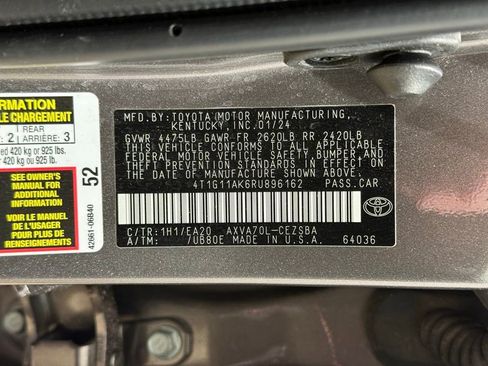 FORMATION
LE CHARGEMENT
2
REAR
ARRIÈRE
3
ed 420 kg or 925 lbs.
r 420 kg ou 925 lb.
SEE OWNER'S
MANUAL FOR
ADDITIONAL
INFORMATION
VOIR LE MANUEL
DE L'USAGER
POUR PLUS DE
RENSEIGNEMENTS
52
42661-06B40
MFD.BY: TOYOTA MOTOR MANUFACTURING,
KENTUCKY, INC. 01/24
GVWR 4475LB GAWR FR 2620LB RR 2420LB
THIS VEHICLE CONFORMS TO ALL APPLICABLE
FEDERAL MOTOR VEHICLE SAFETY, BUMPER, AND
THEFT PREVENTION STANDARDS IN EFFECT ON
THE DATE OF MANUFACTURE SHOWN ABOVE.
4T1G11AK6RU896162 PASS.CAR
C/TR:1H1/EA20 AXVA70L-CEZSBA
A/TM: /UB80E MADE IN U.S.A. 64036